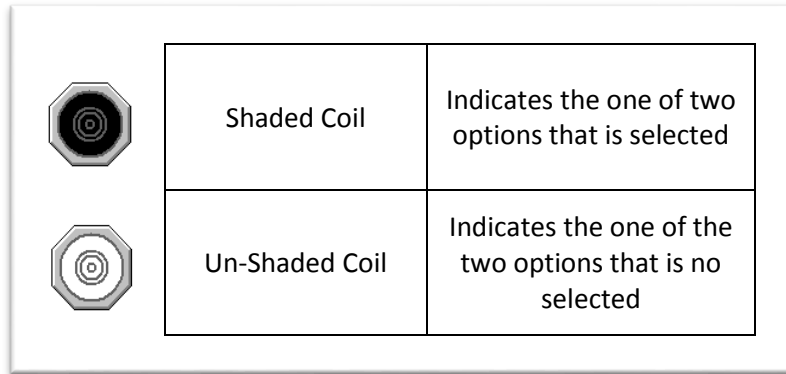 Shaded Coil
Indicates the one of two
options that is selected
Un-Shaded Coil
Indicates the one of the
two options that is no
selected